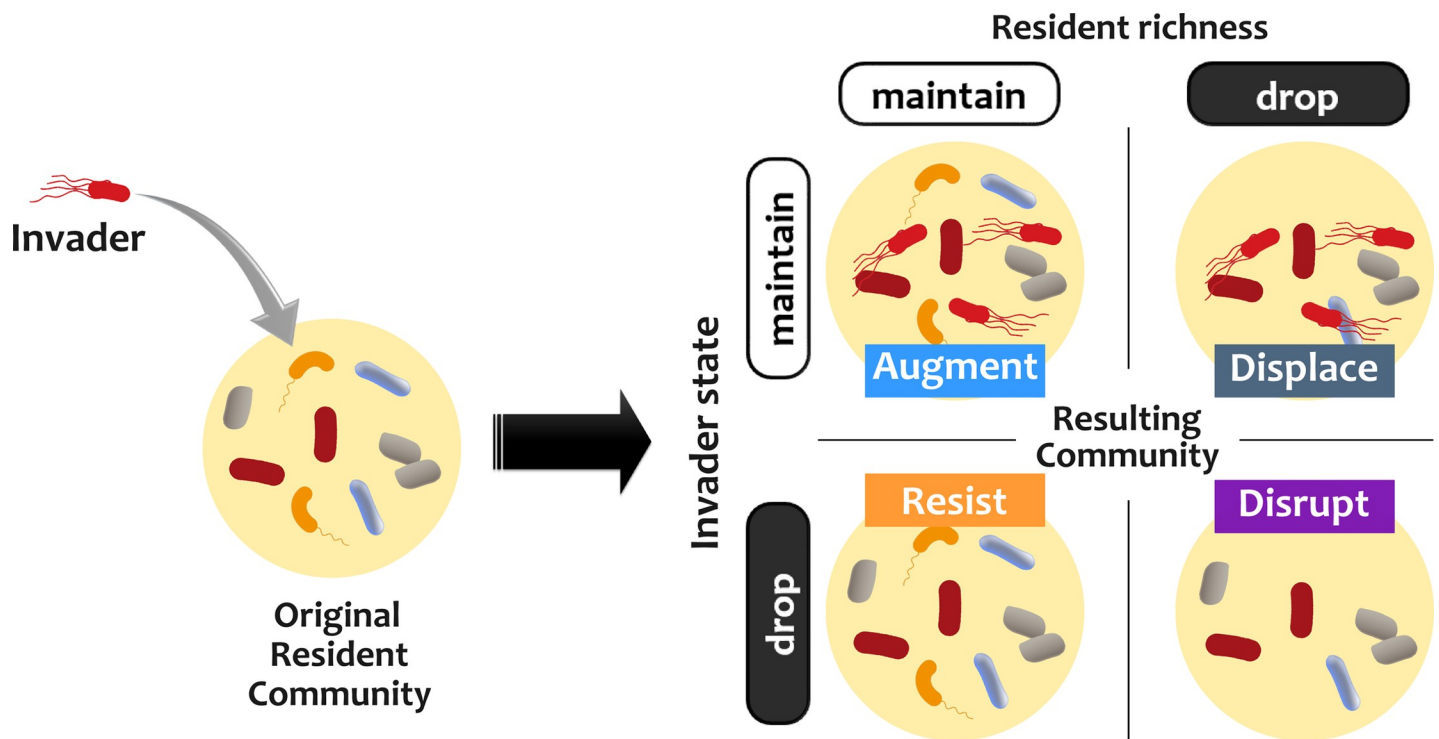 Resident richness
maintain
drop
Invader
Invader state
maintain
Augment
Displace
Resulting
Community
drop
Resist
Disrupt
Original
Resident
Community